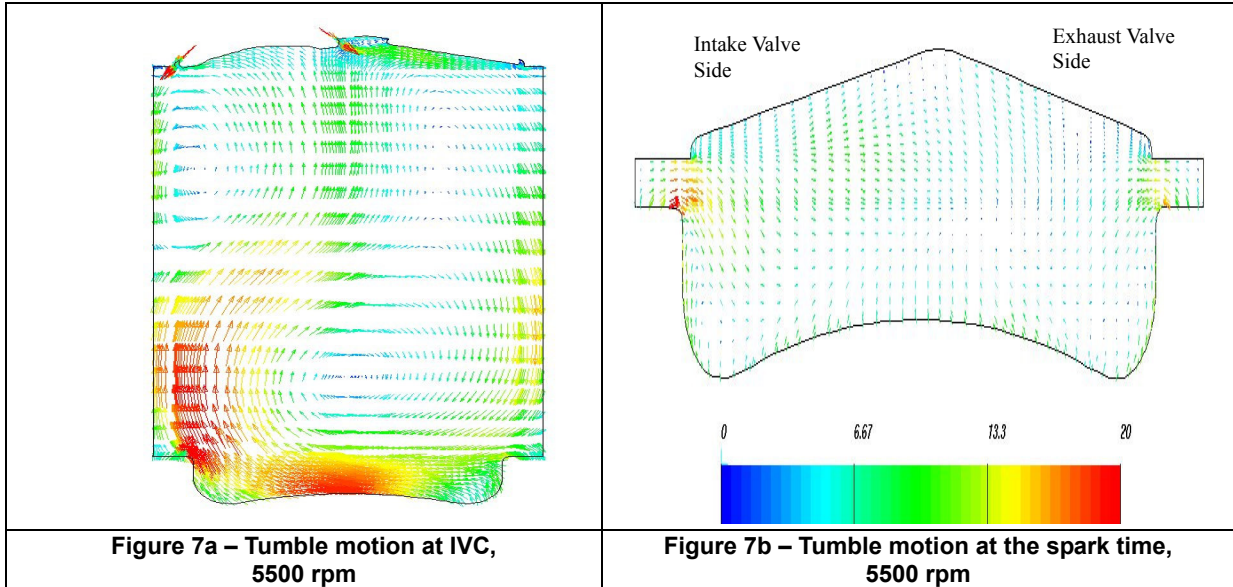 Intake Valve
Side
Exhaust Valve
Side
0 6.67 13.3 20
Figure 7a – Tumble motion at IVC,
5500 rpm
Figure 7b – Tumble motion at the spark time,
5500 rpm